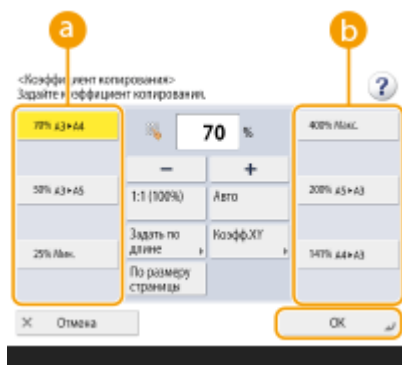 a b
<Коэффициент копирования>
Задайте коэффициент копирования.
?
70% A3►A4
70 %
400% Макс.
− +
50% A3►A5
1:1 (100%) Авто
200% A5►A3
Задать по длине
Коэфф.XY
25% Мин.
141% A4►A3
По размеру страницы
× Отмена
OK